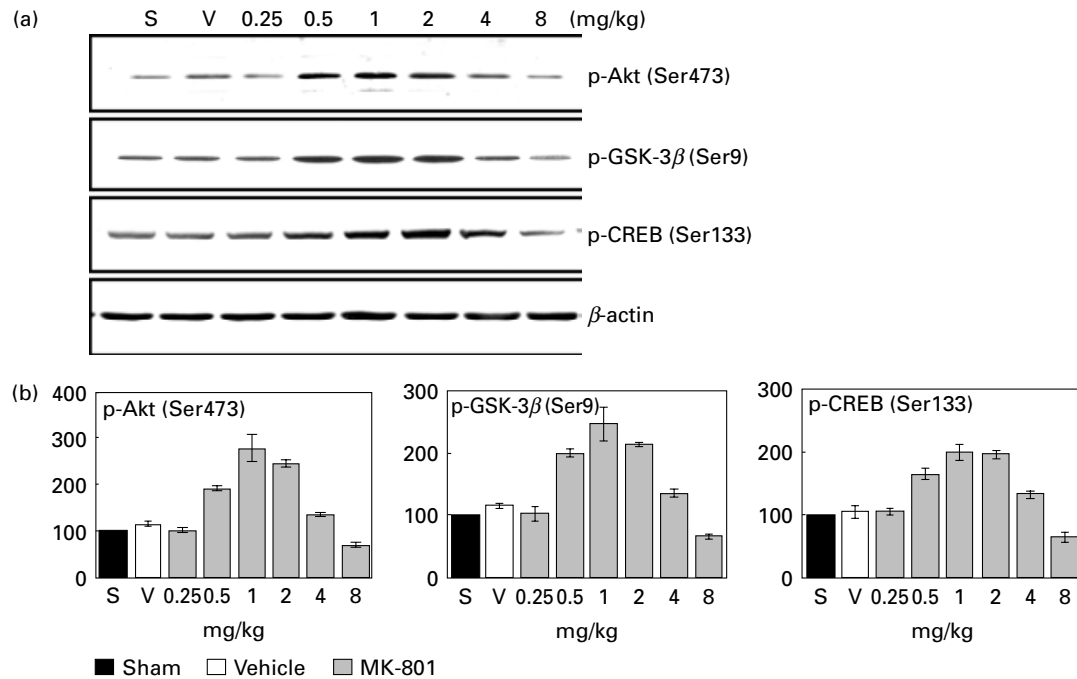 (a) S V 0.25 0.5 1 2 4 8 (mg/kg)
p-Akt (Ser473)
p-GSK-3β (Ser9)
p-CREB (Ser133)
β-actin
(b)
p-Akt (Ser473)
400
300
200
100
0
S V 0.25 0.5 1 2 4 8
mg/kg
p-GSK-3β (Ser9)
300
200
100
0
S V 0.25 0.5 1 2 4 8
mg/kg
p-CREB (Ser133)
300
200
100
0
S V 0.25 0.5 1 2 4 8
mg/kg
Sham Vehicle MK-801